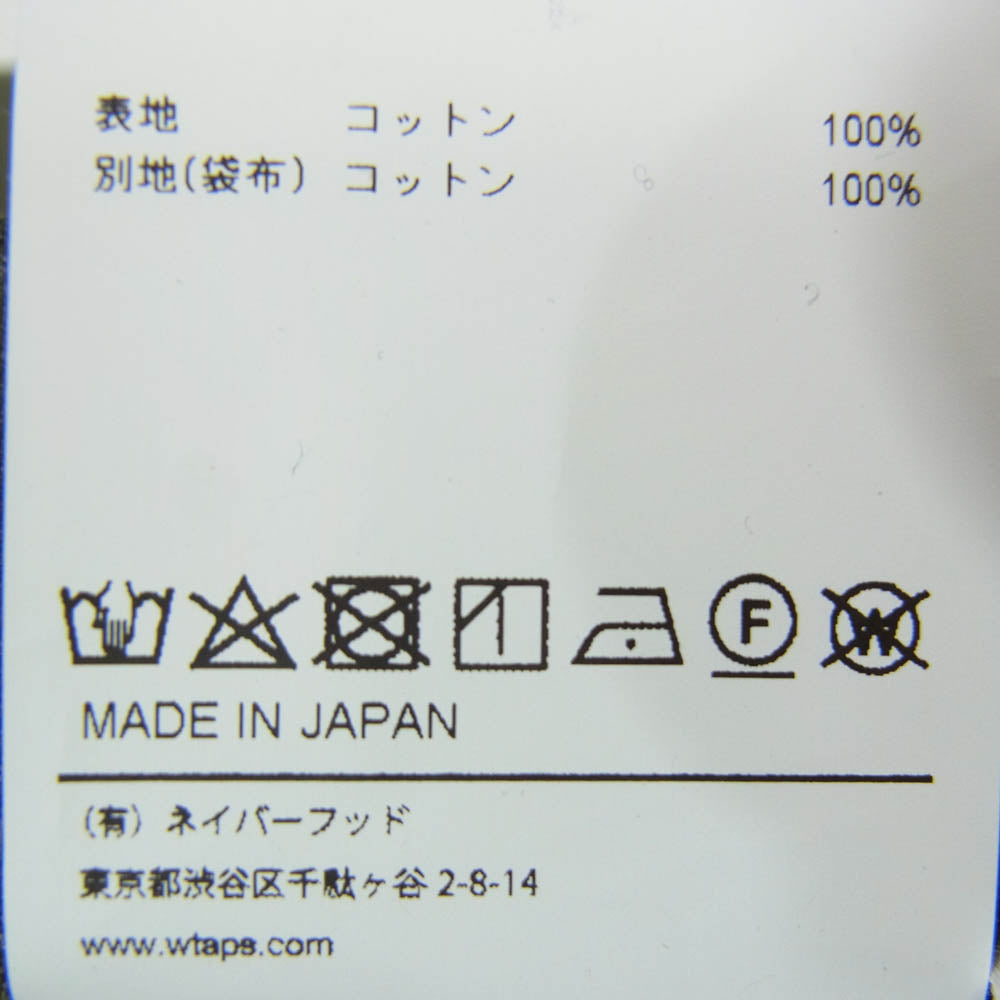 表地 コットン 100%
別地(袋布) コットン 100%
F W
MADE IN JAPAN
(有) ネイバーフッド
東京都渋谷区千駄ヶ谷 2-8-14
www.wtaps.com